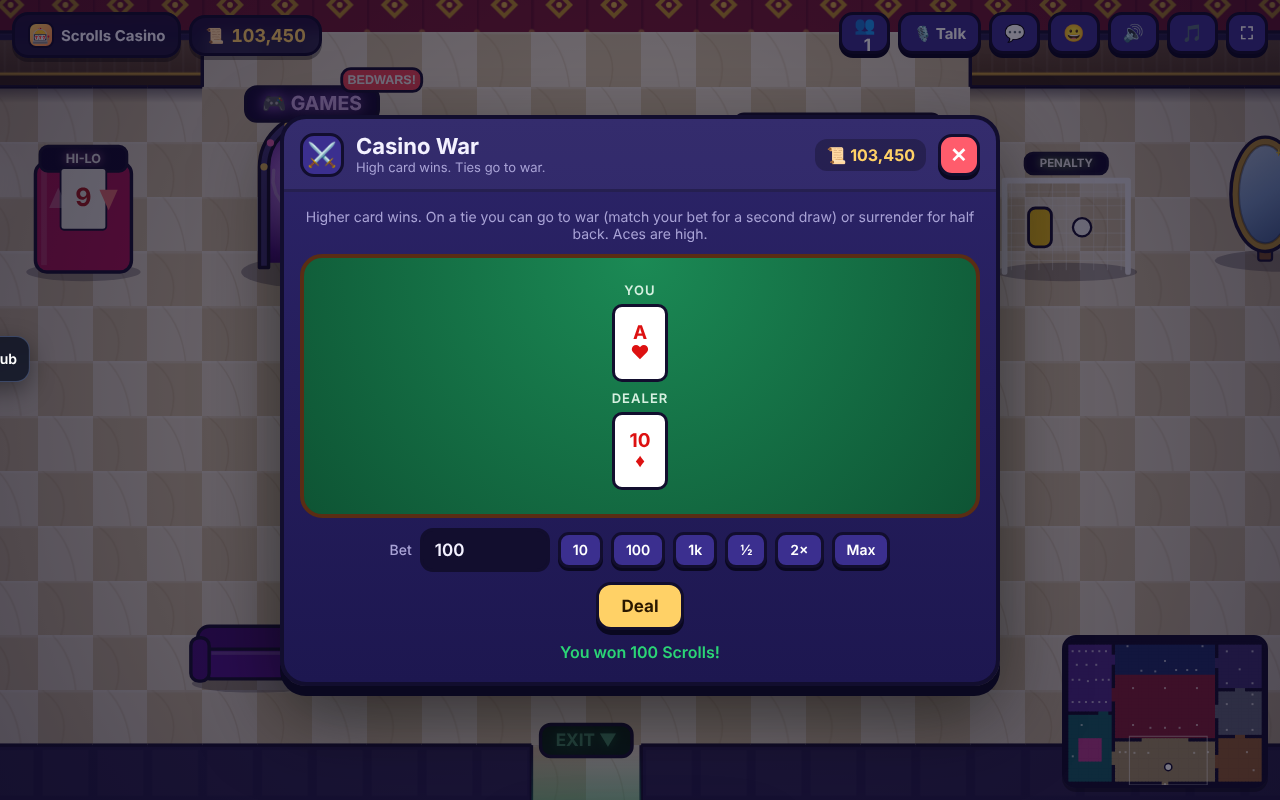 Scrolls Casino
103,450
1
Talk
BEDWARS!
GAMES
HI-LO
9
PENALTY
ub
Casino War
High card wins. Ties go to war.
103,450
Higher card wins. On a tie you can go to war (match your bet for a second draw) or surrender for half
back. Aces are high.
YOU
A
DEALER
10
Bet
100
10
100
1k
½
2×
Max
Deal
You won 100 Scrolls!
EXIT ▼